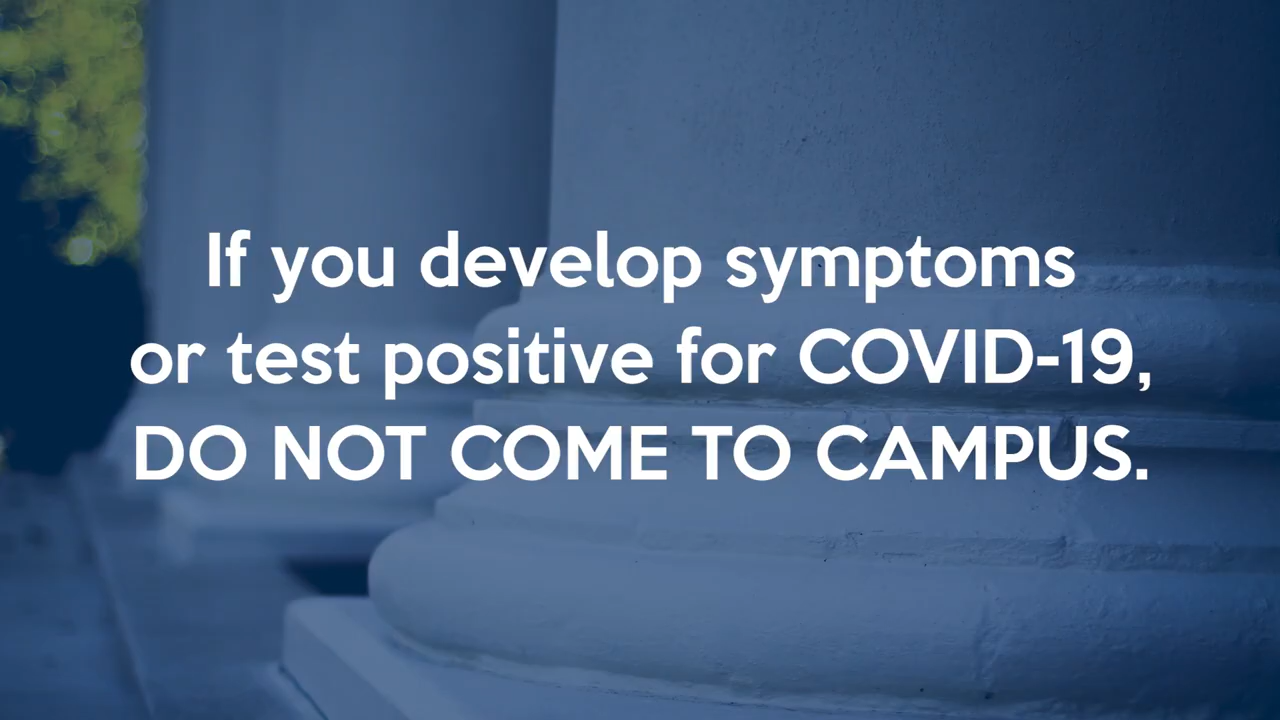 If you develop symptoms
or test positive for COVID-19,
DO NOT COME TO CAMPUS.